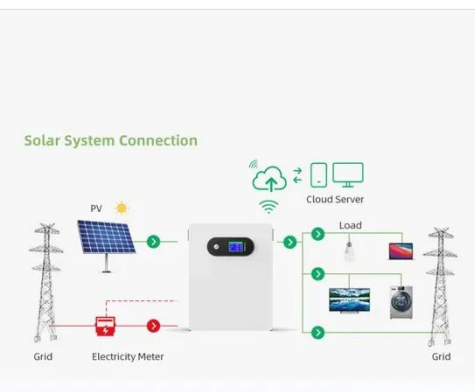 Solar System Connection
Cloud Server
PV
Load
Grid
Electricity Meter
Grid